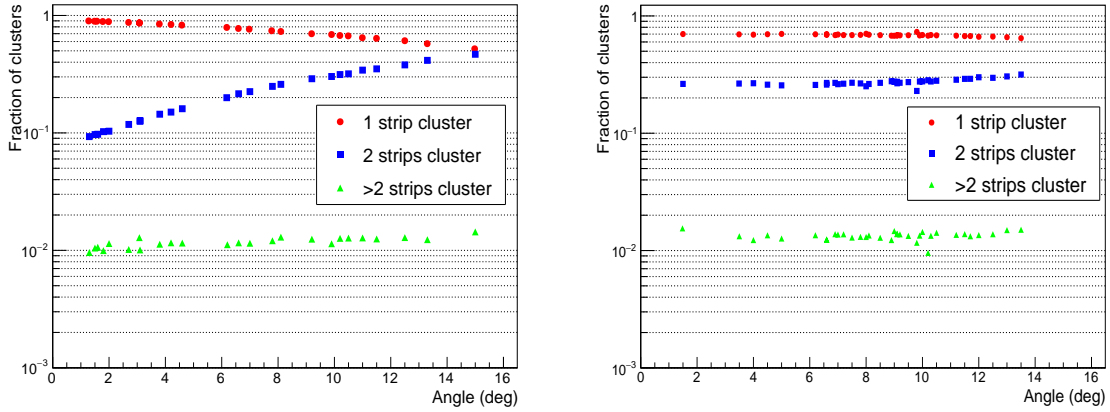 Fraction of clusters
1
10⁻¹
10⁻²
10⁻³
1 strip cluster
2 strips cluster
>2 strips cluster
0 2 4 6 8 10 12 14 16
Angle (deg)
Fraction of clusters
1
10⁻¹
10⁻²
10⁻³
1 strip cluster
2 strips cluster
>2 strips cluster
0 2 4 6 8 10 12 14 16
Angle (deg)